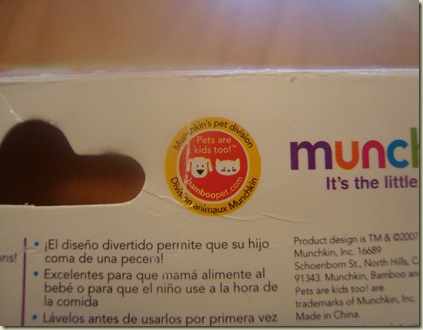 Munchkin's pet division
Pets are
kids too!™
bamboopet.com
Division animaux Munchkin
munch
It's the little
ons!
• ¡El diseño divertido permite que su hijo
coma de una pecera!
• Excelentes para que mamá alimente al
bebé o para que el niño use a la hora de
la comida
• Lávelos antes de usarlos por primera vez
Product design is TM & ©2007
Munchkin, Inc. 16689
Schoenborn St., North Hills, C
91343. Munchkin, Bamboo and
Pets are kids too! are
trademarks of Munchkin, Inc.
Made in China.